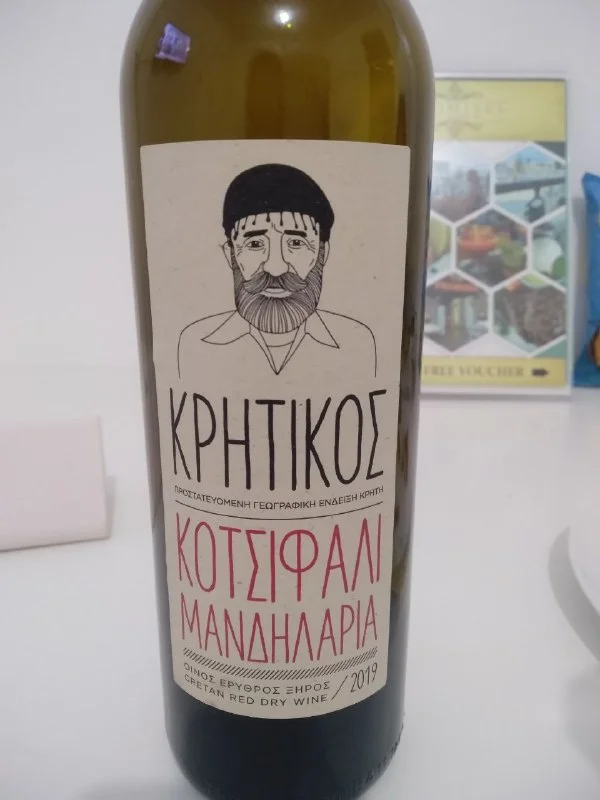 ΚΡΗΤΙΚΟΣ
ΠΡΟΣΤΑΤΕΥΟΜΕΝΗ ΓΕΩΓΡΑΦΙΚΗ ΕΝΔΕΙΞΗ ΚΡΗΤΗ
ΚΟΤΣΙΦΑΛΙ
ΜΑΝΔΗΛΑΡΙΑ
ΟΙΝΟΣ ΕΡΥΘΡΟΣ ΞΗΡΟΣ
CRETAN RED DRY WINE / 2019
FREE VOUCHER